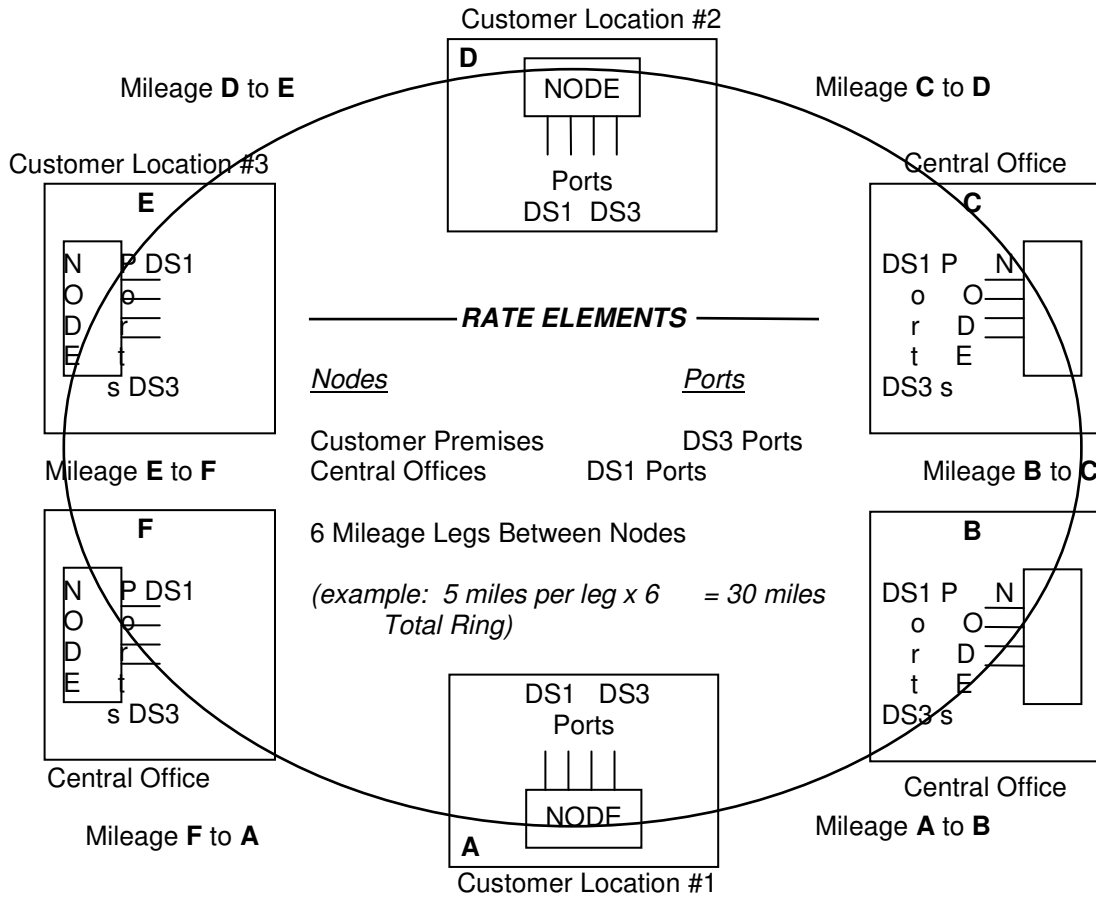 Customer Location #2
D
NODE
Ports
DS1 DS3
Mileage D to E
Mileage C to D
Customer Location #3
E
N P DS1
O o
D r
E t
s DS3
Central Office
C
DS1 P N
o O
r D
t E
DS3 s
RATE ELEMENTS
Nodes Ports
Customer Premises DS3 Ports
Central Offices DS1 Ports
6 Mileage Legs Between Nodes
(example: 5 miles per leg x 6 = 30 miles
Total Ring)
Mileage E to F
Mileage B to C
F
N P DS1
O o
D r
E t
s DS3
Central Office
B
DS1 P N
o O
r D
t E
DS3 s
Central Office
DS1 DS3
Ports
NODE
A
Customer Location #1
Mileage F to A
Mileage A to B